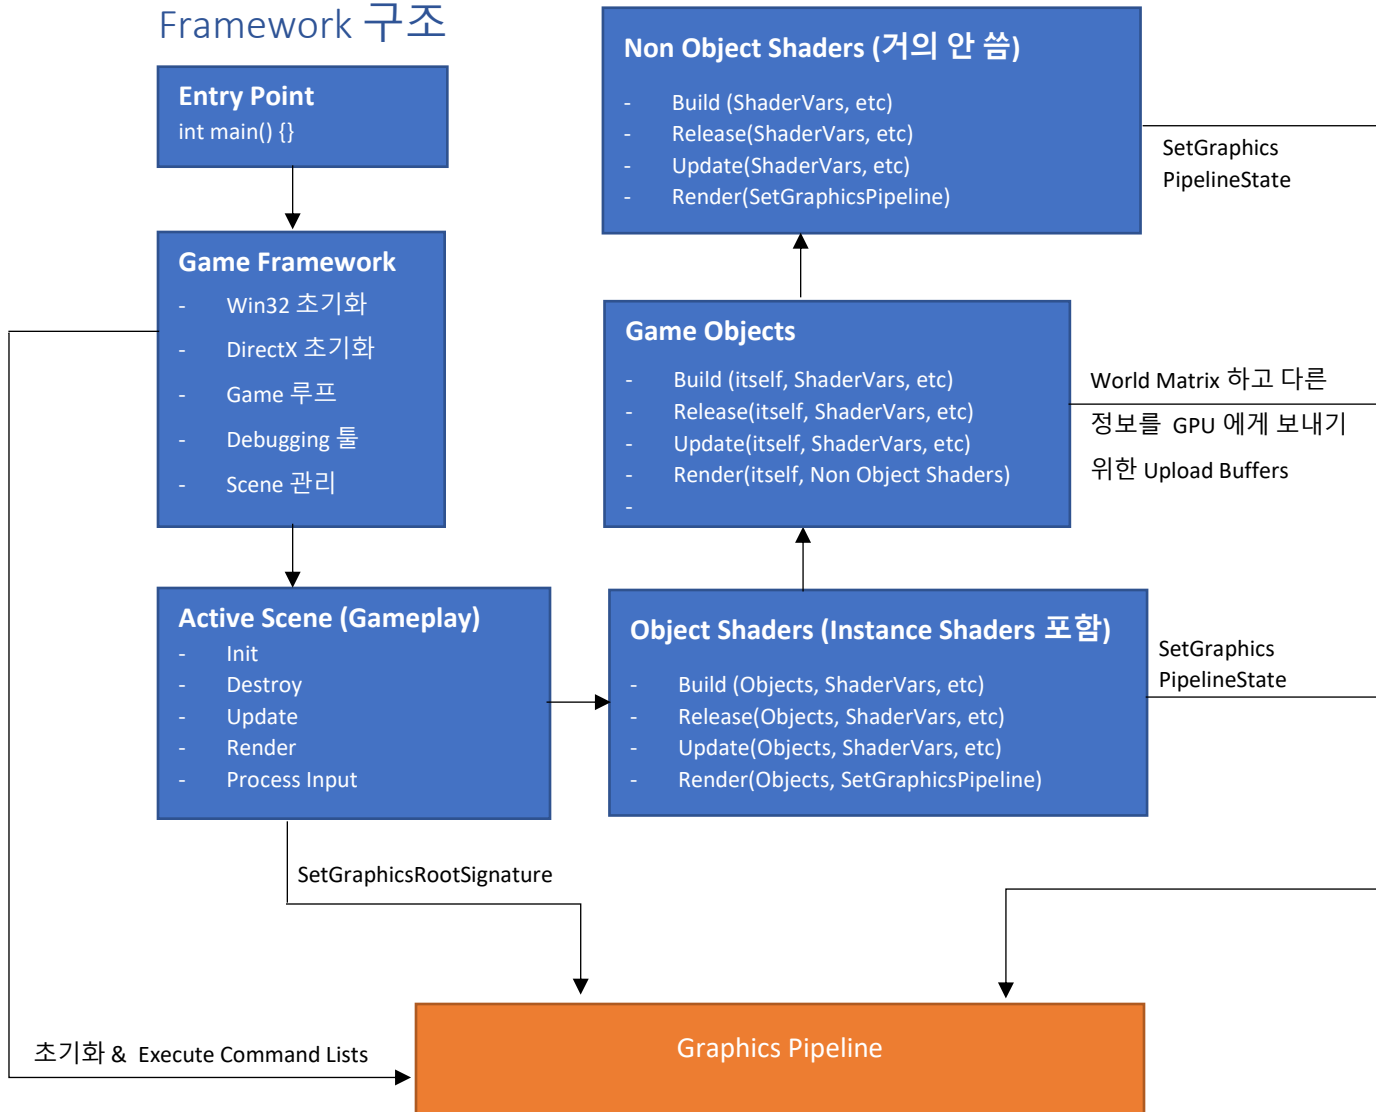 Framework 구조
Entry Point
int main() {}
Game Framework
- Win32 초기화
- DirectX 초기화
- Game 루프
- Debugging 툴
- Scene 관리
Active Scene (Gameplay)
- Init
- Destroy
- Update
- Render
- Process Input
SetGraphicsRootSignature
초기화 & Execute Command Lists
Non Object Shaders (거의 안 씀)
- Build (ShaderVars, etc)
- Release(ShaderVars, etc)
- Update(ShaderVars, etc)
- Render(SetGraphicsPipeline)
SetGraphics
PipelineState
Game Objects
- Build (itself, ShaderVars, etc)
- Release(itself, ShaderVars, etc)
- Update(itself, ShaderVars, etc)
- Render(itself, Non Object Shaders)
-
World Matrix 하고 다른
정보를 GPU 에게 보내기
위한 Upload Buffers
Object Shaders (Instance Shaders 포함)
- Build (Objects, ShaderVars, etc)
- Release(Objects, ShaderVars, etc)
- Update(Objects, ShaderVars, etc)
- Render(Objects, SetGraphicsPipeline)
SetGraphics
PipelineState
Graphics Pipeline